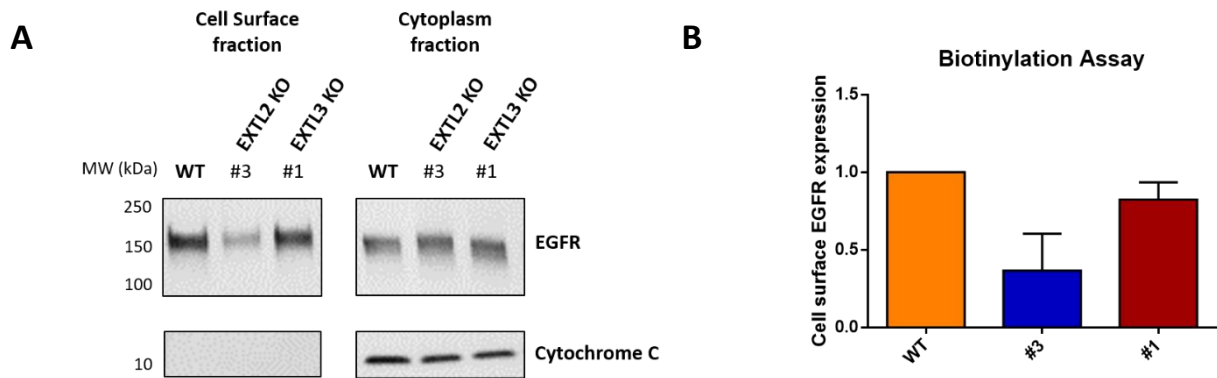 A
Cell Surface
fraction
Cytoplasm
fraction
EXTL2 KO
EXTL3 KO
EXTL2 KO
EXTL3 KO
MW (kDa)
WT
#3
#1
WT
#3
#1
250
150
100
EGFR
10
Cytochrome C
B
Biotinylation Assay
Cell surface EGFR expression
1.5
1.0
0.5
0.0
WT
#3
#1